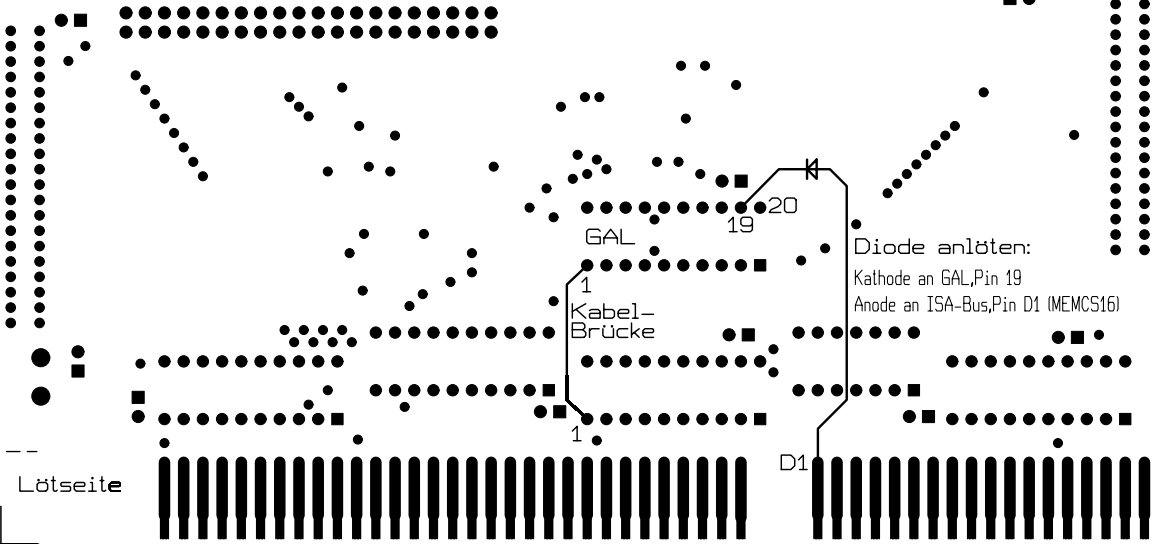 20
19
GAL
Diode anlöten:
Kathode an GAL,Pin 19
Anode an ISA-Bus,Pin D1 (MEMCS16)
1
Kabel-
Brücke
1
D1
Lötseite